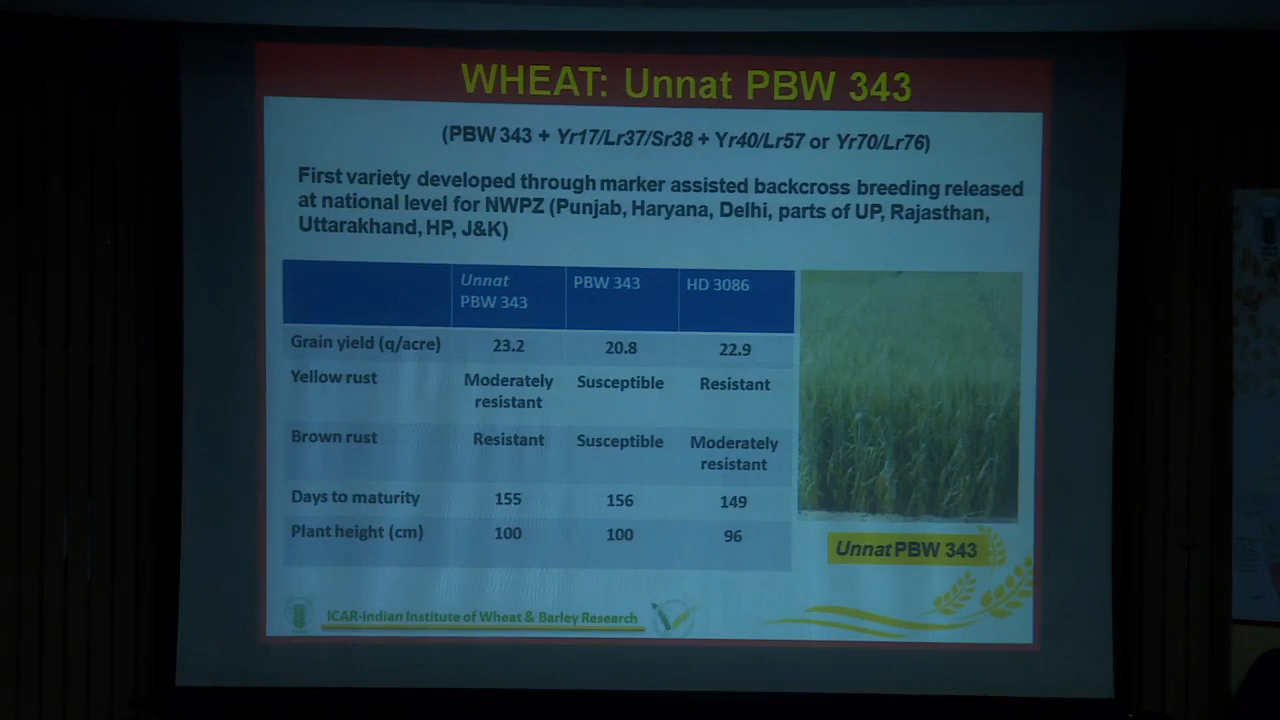 WHEAT: Unnat PBW 343
(PBW 343 + Yr17/Lr37/Sr38 + Yr40/Lr57 or Yr70/Lr76)
First variety developed through marker assisted backcross breeding released
at national level for NWPZ (Punjab, Haryana, Delhi, parts of UP, Rajasthan,
Uttarakhand, HP, J&K)
Unnat PBW 343 PBW 343 HD 3086
Grain yield (q/acre) 23.2 20.8 22.9
Yellow rust Moderately resistant Susceptible Resistant
Brown rust Resistant Susceptible Moderately resistant
Days to maturity 155 156 149
Plant height (cm) 100 100 96
Unnat PBW 343
ICAR-Indian Institute of Wheat & Barley Research